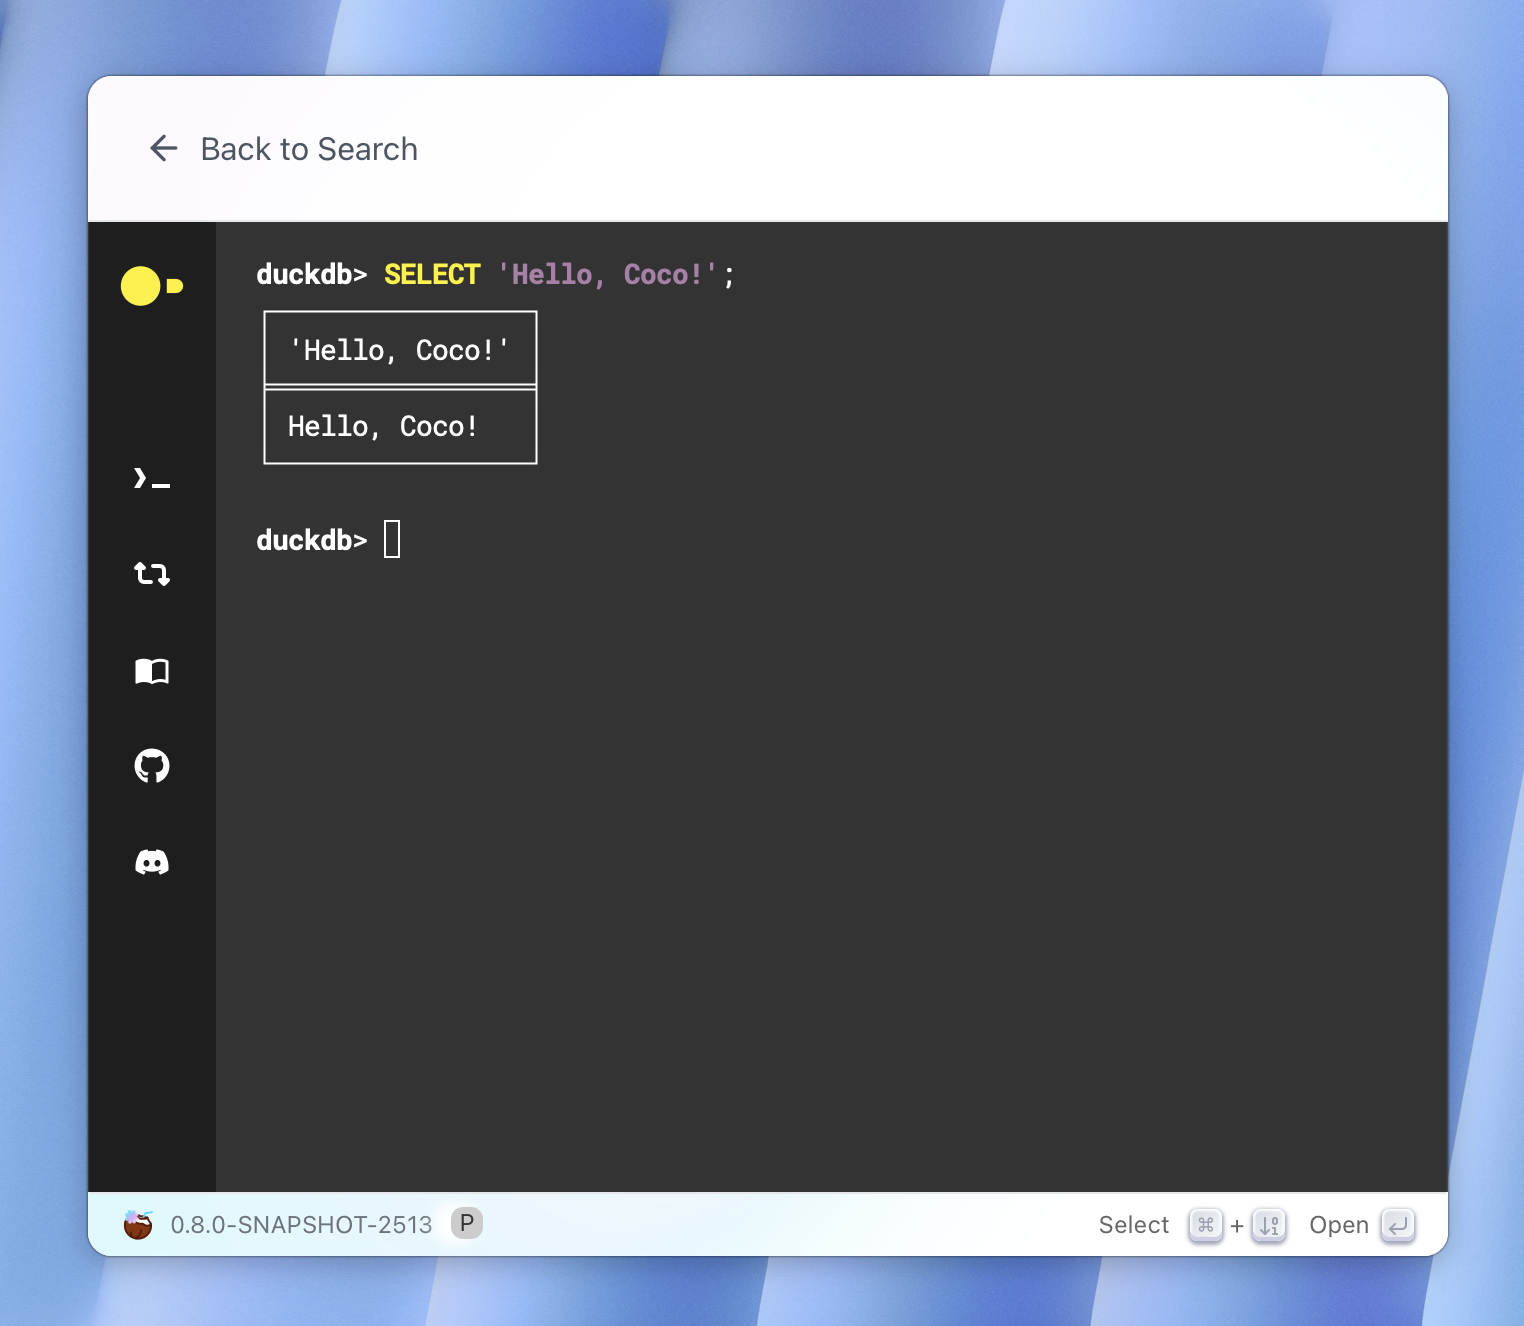 Back to Search
duckdb> SELECT 'Hello, Coco!';
'Hello, Coco!'
Hello, Coco!
duckdb>
0.8.0-SNAPSHOT-2513 P Select ⌘ + ↓01 Open ↵